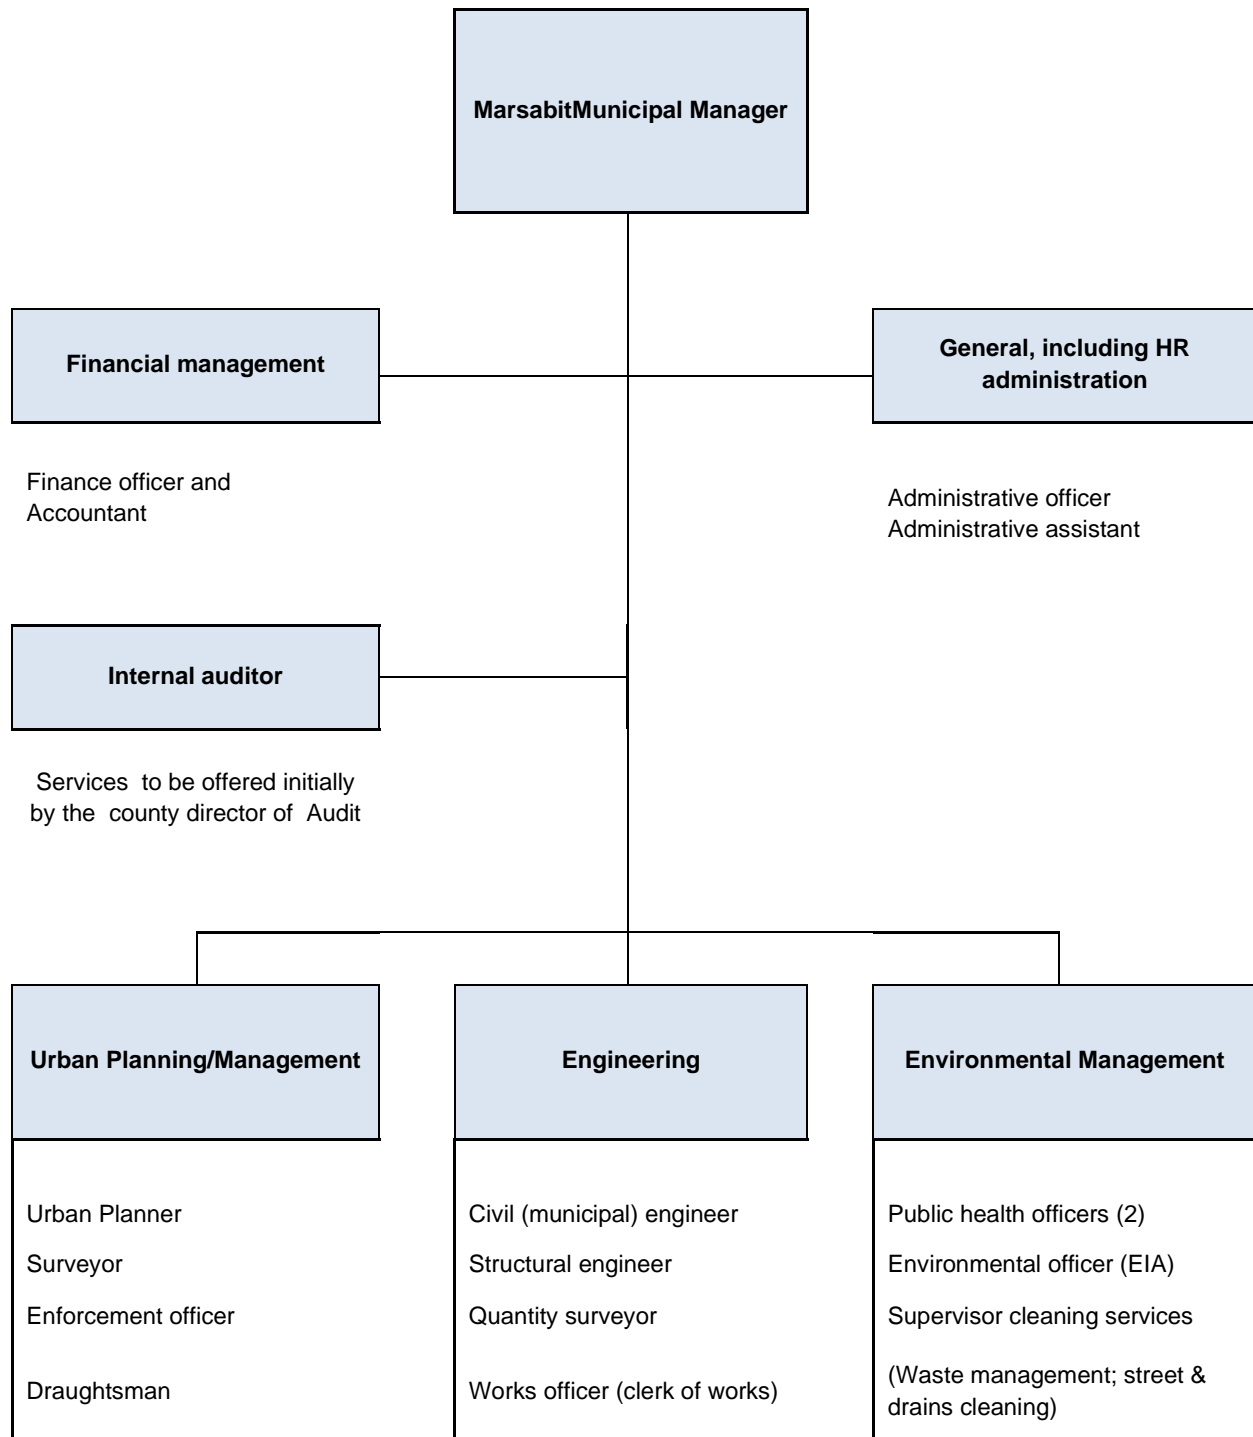 MarsabitMunicipal Manager
Financial management
General, including HR
administration
Finance officer and
Accountant
Administrative officer
Administrative assistant
Internal auditor
Services to be offered initially
by the county director of Audit
Urban Planning/Management
Engineering
Environmental Management
Urban Planner
Surveyor
Enforcement officer
Draughtsman
Civil (municipal) engineer
Structural engineer
Quantity surveyor
Works officer (clerk of works)
Public health officers (2)
Environmental officer (EIA)
Supervisor cleaning services
(Waste management; street &
drains cleaning)